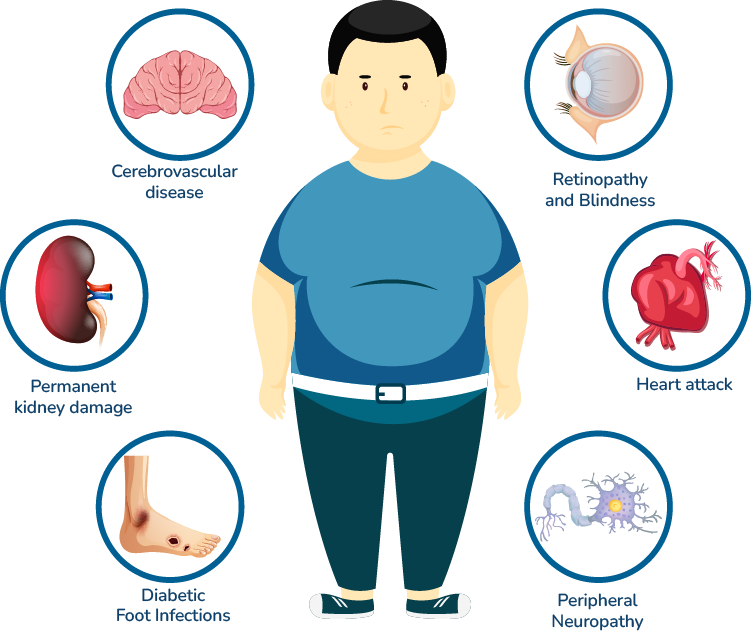 Cerebrovascular
disease
Retinopathy
and Blindness
Permanent
kidney damage
Heart attack
Diabetic
Foot Infections
Peripheral
Neuropathy